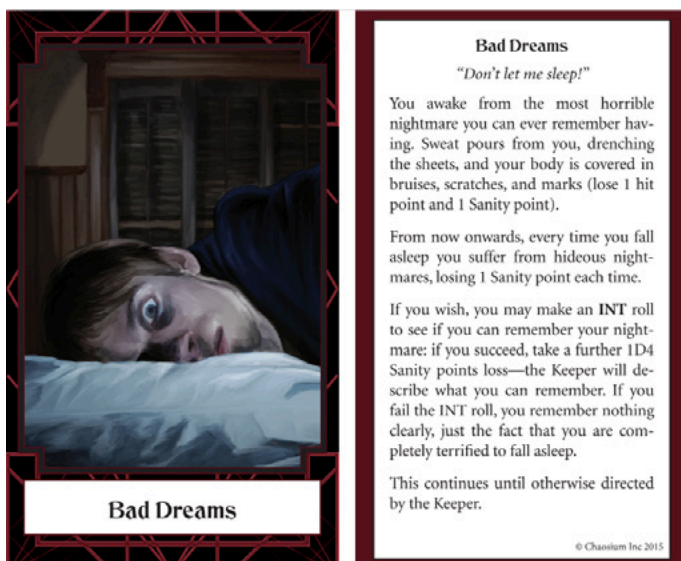 Bad Dreams
Bad Dreams
“Don’t let me sleep!”
You awake from the most horrible
nightmare you can ever remember hav-
ing. Sweat pours from you, drenching
the sheets, and your body is covered in
bruises, scratches, and marks (lose 1 hit
point and 1 Sanity point).
From now onwards, every time you fall
asleep you suffer from hideous night-
mares, losing 1 Sanity point each time.
If you wish, you may make an INT roll
to see if you can remember your night-
mare: if you succeed, take a further 1D4
Sanity points loss—the Keeper will de-
scribe what you can remember. If you
fail the INT roll, you remember nothing
clearly, just the fact that you are com-
pletely terrified to fall asleep.
This continues until otherwise directed
by the Keeper.
© Chaosium Inc 2015